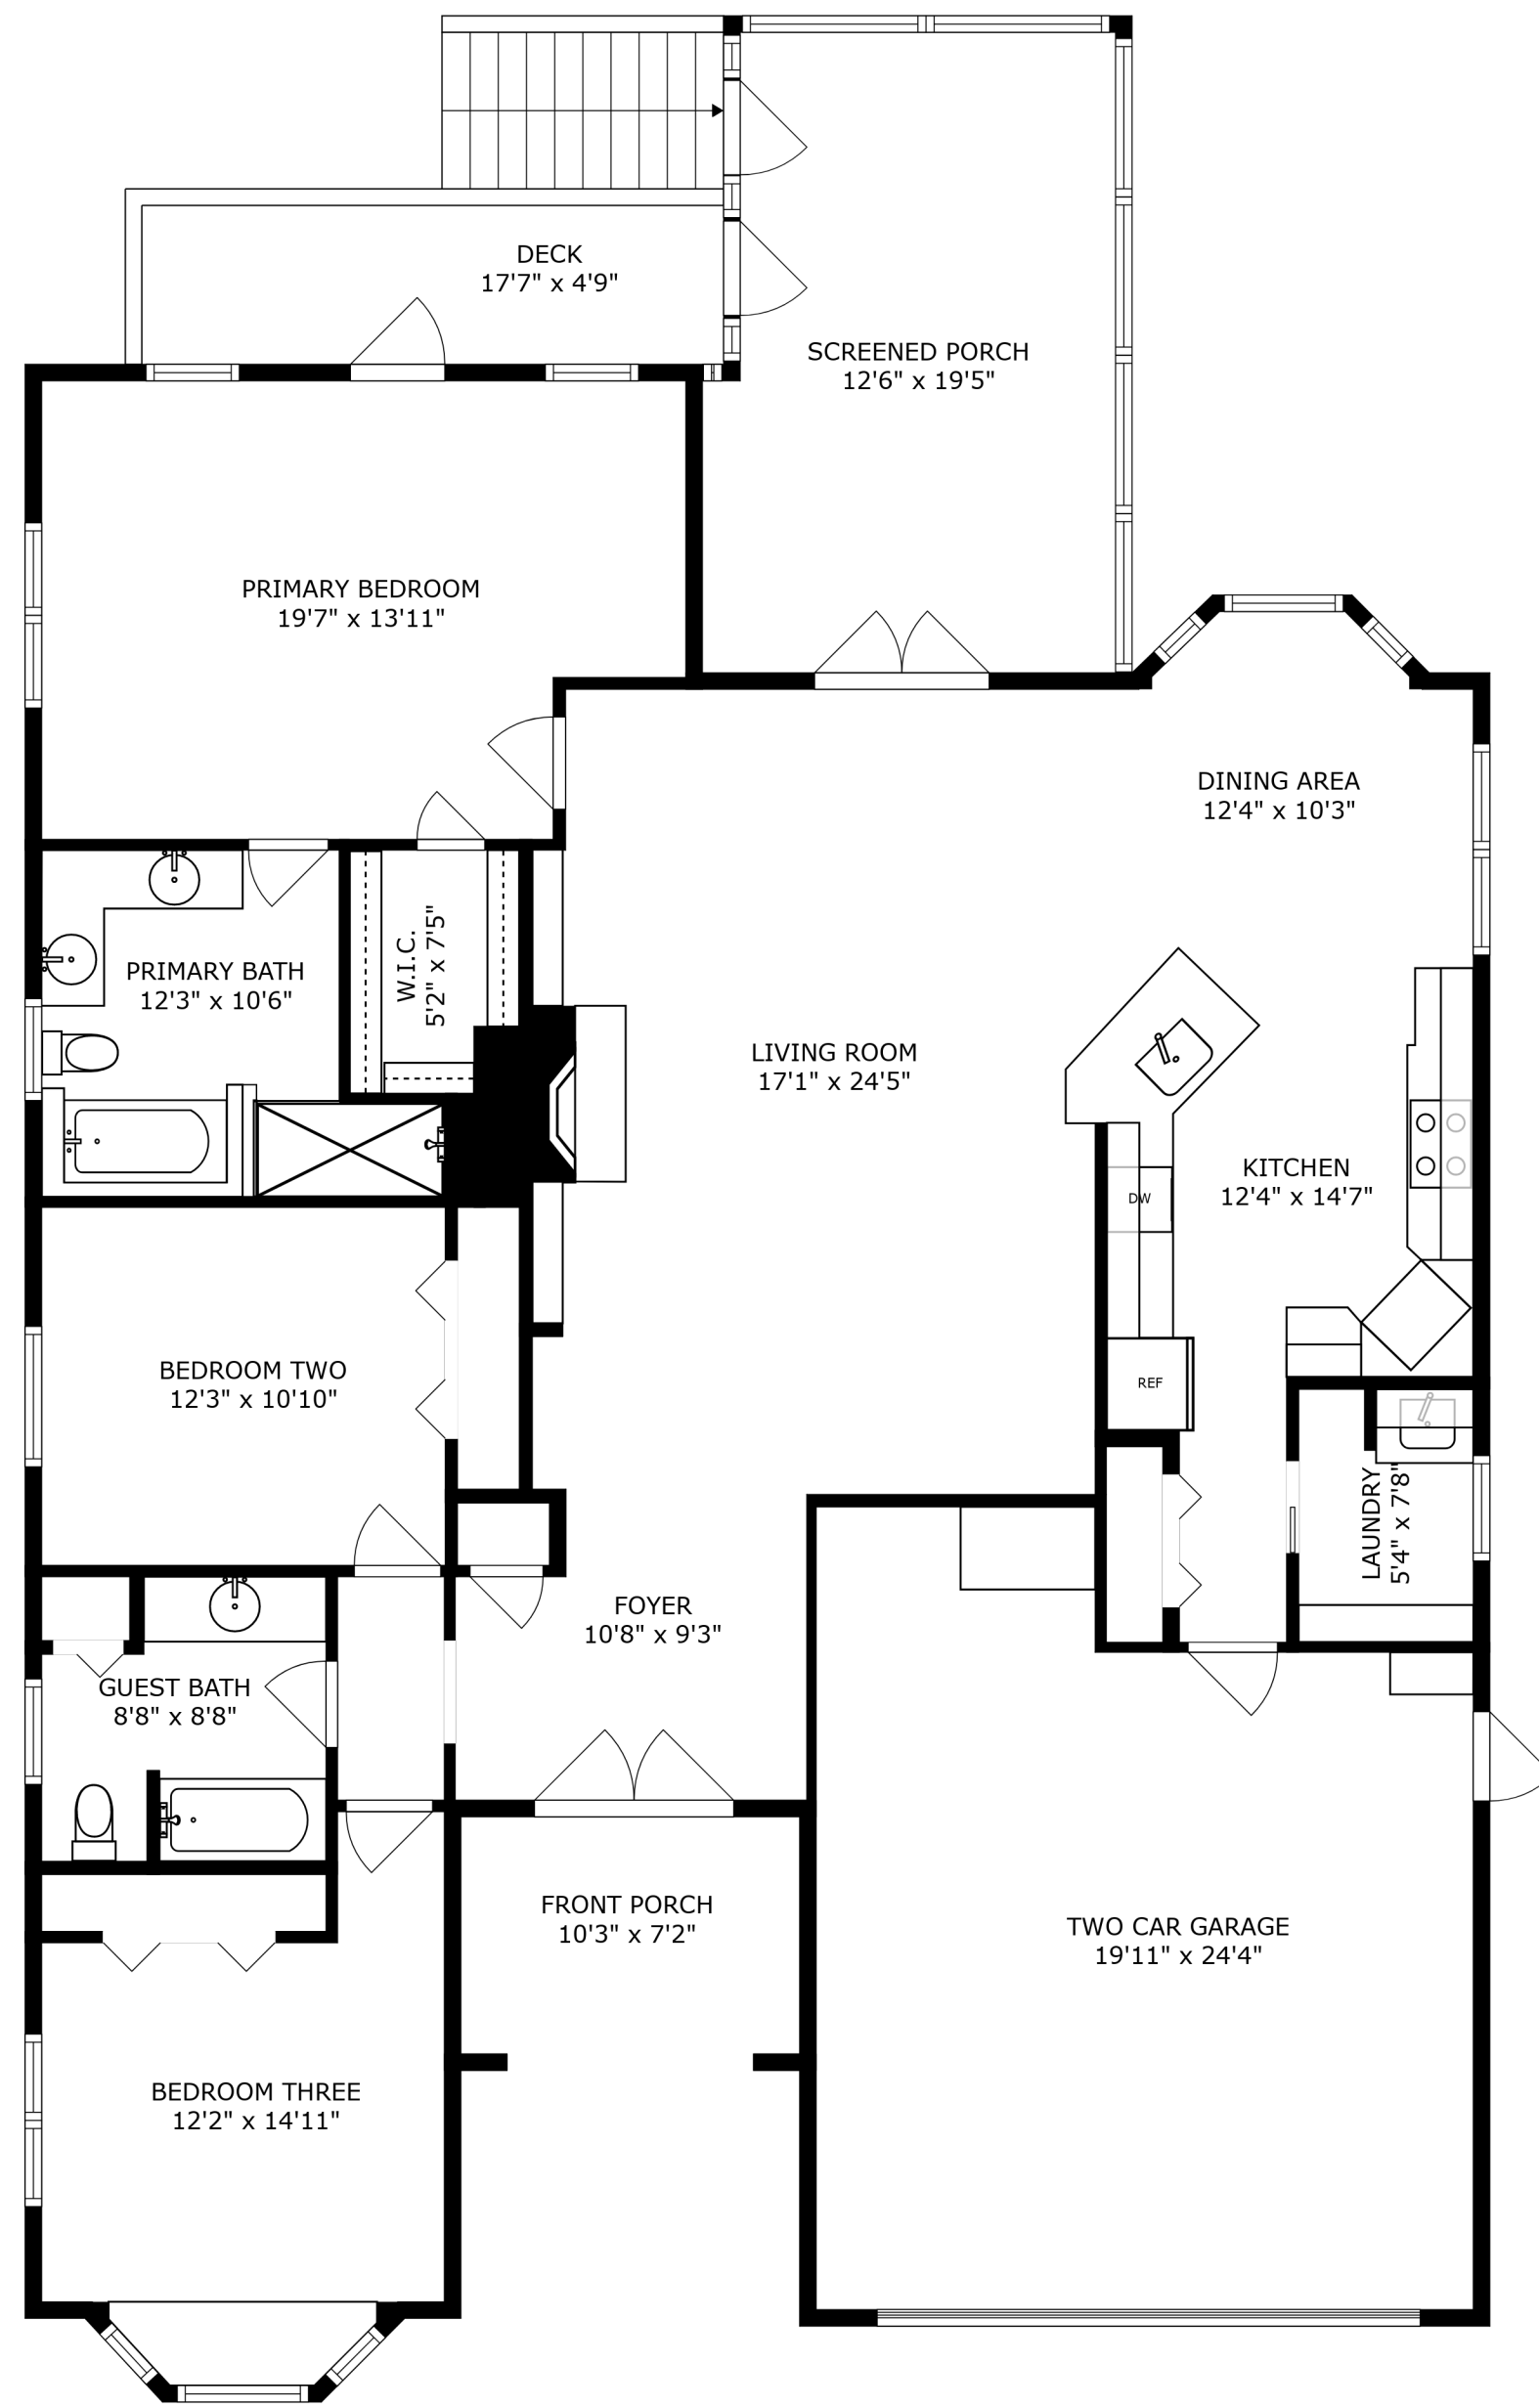 DECK
17'7" x 4'9"
SCREENED PORCH
12'6" x 19'5"
PRIMARY BEDROOM
19'7" x 13'11"
DINING AREA
12'4" x 10'3"
PRIMARY BATH
12'3" x 10'6"
W.I.C.
5'2" x 7'5"
LIVING ROOM
17'1" x 24'5"
KITCHEN
12'4" x 14'7"
DW
BEDROOM TWO
12'3" x 10'10"
REF
LAUNDRY
5'4" x 7'8"
FOYER
10'8" x 9'3"
GUEST BATH
8'8" x 8'8"
FRONT PORCH
10'3" x 7'2"
TWO CAR GARAGE
19'11" x 24'4"
BEDROOM THREE
12'2" x 14'11"